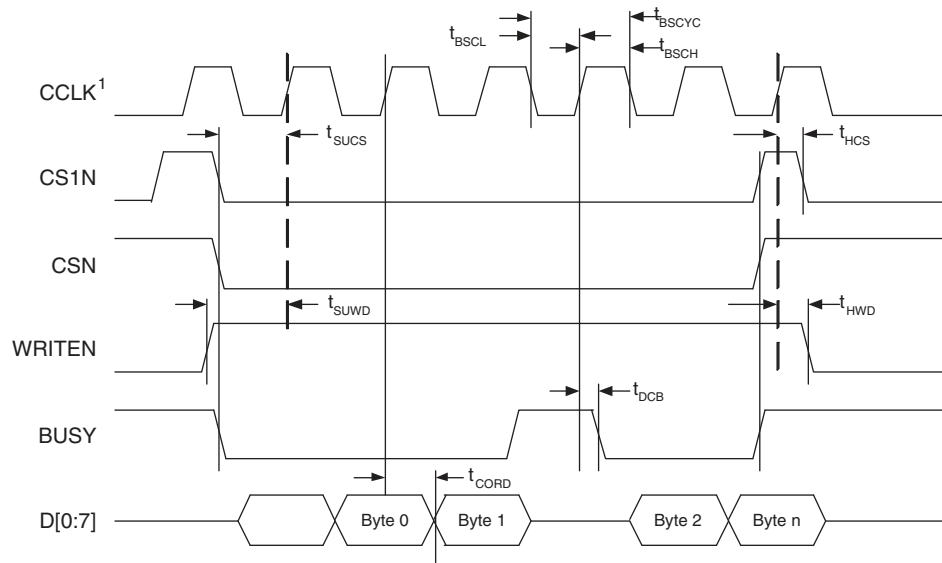 t_BSCYC
t_BSCL
t_BSCH
CCLK¹
t_SUCS
t_HCS
CS1N
CSN
t_SUWD
t_HWD
WRITEN
t_DCB
BUSY
t_CORD
D[0:7]
Byte 0
Byte 1
Byte 2
Byte n